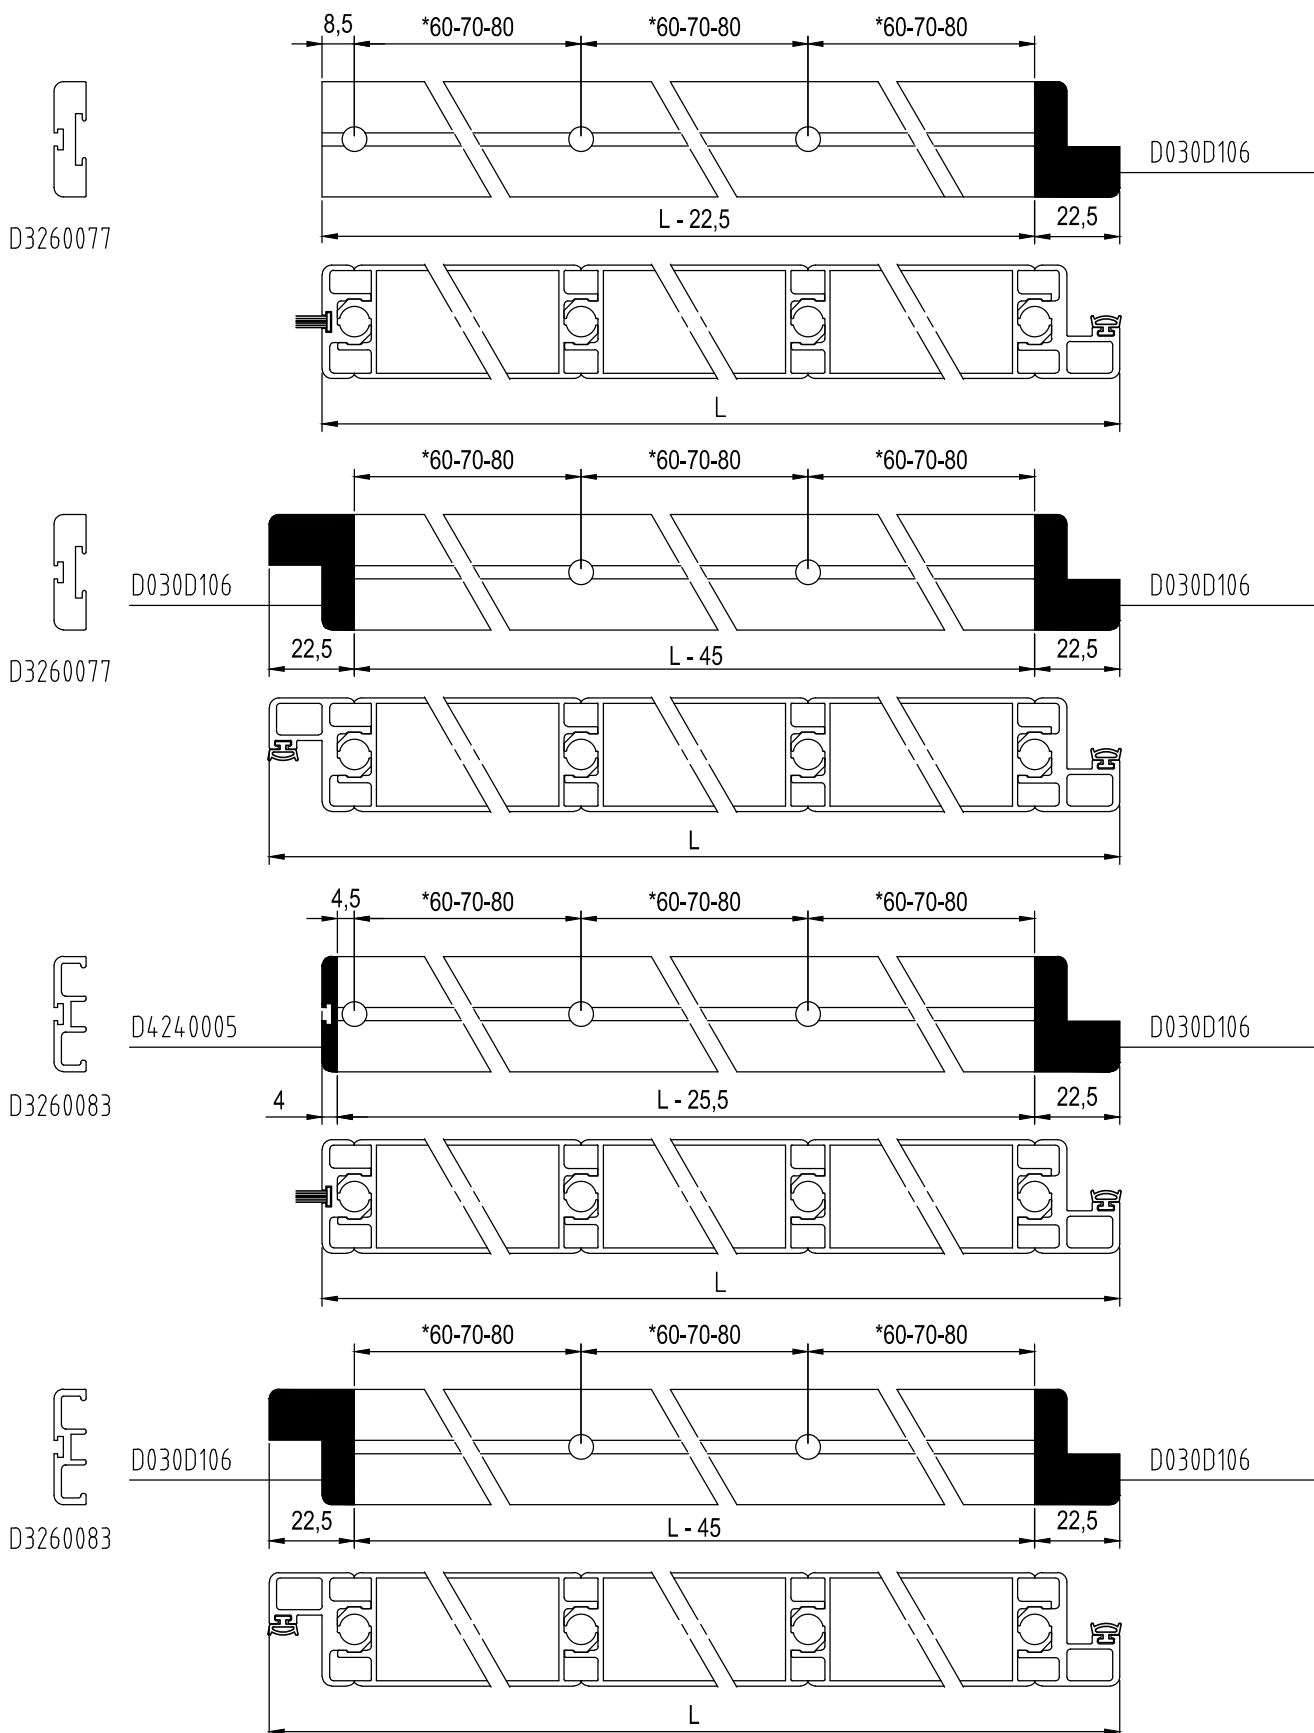 8,5 *60-70-80 *60-70-80 *60-70-80
D030D106
L - 22,5 22,5
D3260077
L
*60-70-80 *60-70-80 *60-70-80
D030D106 D030D106
22,5 L - 45 22,5
D3260077
L
4,5 *60-70-80 *60-70-80 *60-70-80
D4240005 D030D106
D3260083 4 L - 25,5 22,5
L
*60-70-80 *60-70-80 *60-70-80
D030D106 D030D106
22,5 L - 45 22,5
D3260083
L